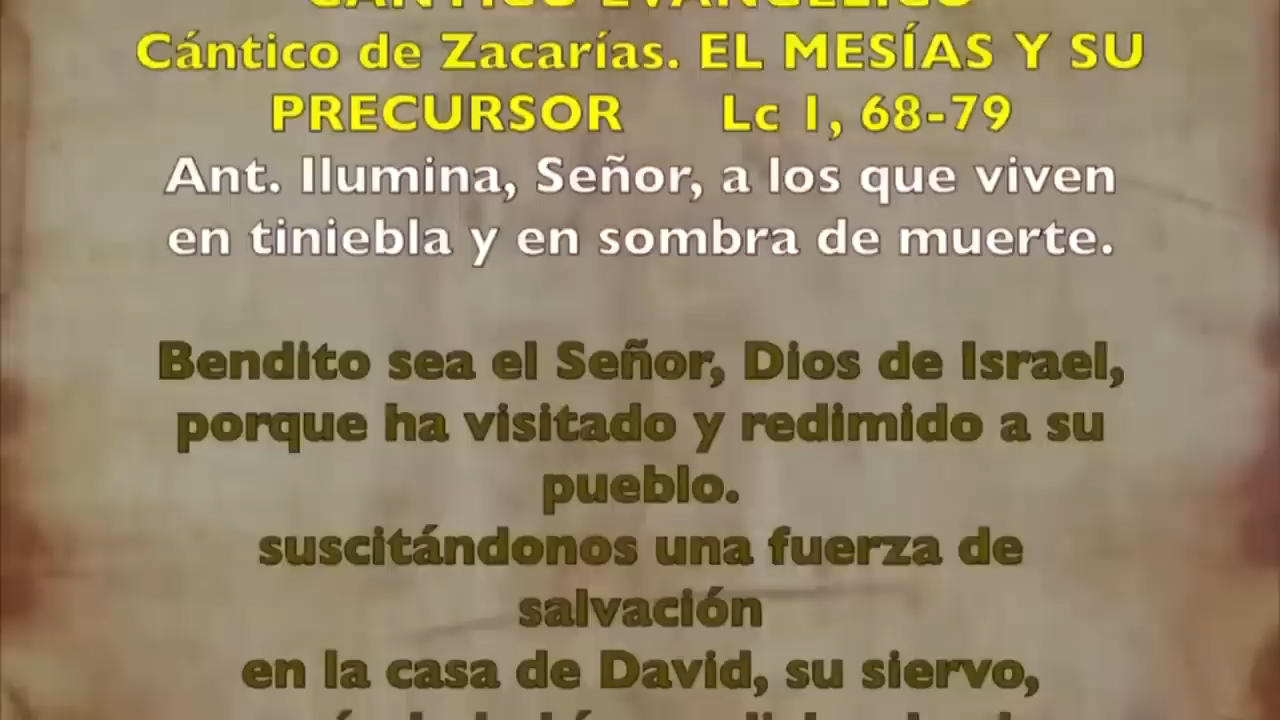 CÁNTICO EVANGÉLICO
Cántico de Zacarías. EL MESÍAS Y SU
PRECURSOR Lc 1, 68-79
Ant. Ilumina, Señor, a los que viven
en tiniebla y en sombra de muerte.
Bendito sea el Señor, Dios de Israel,
porque ha visitado y redimido a su
pueblo.
suscitándonos una fuerza de
salvación
en la casa de David, su siervo,